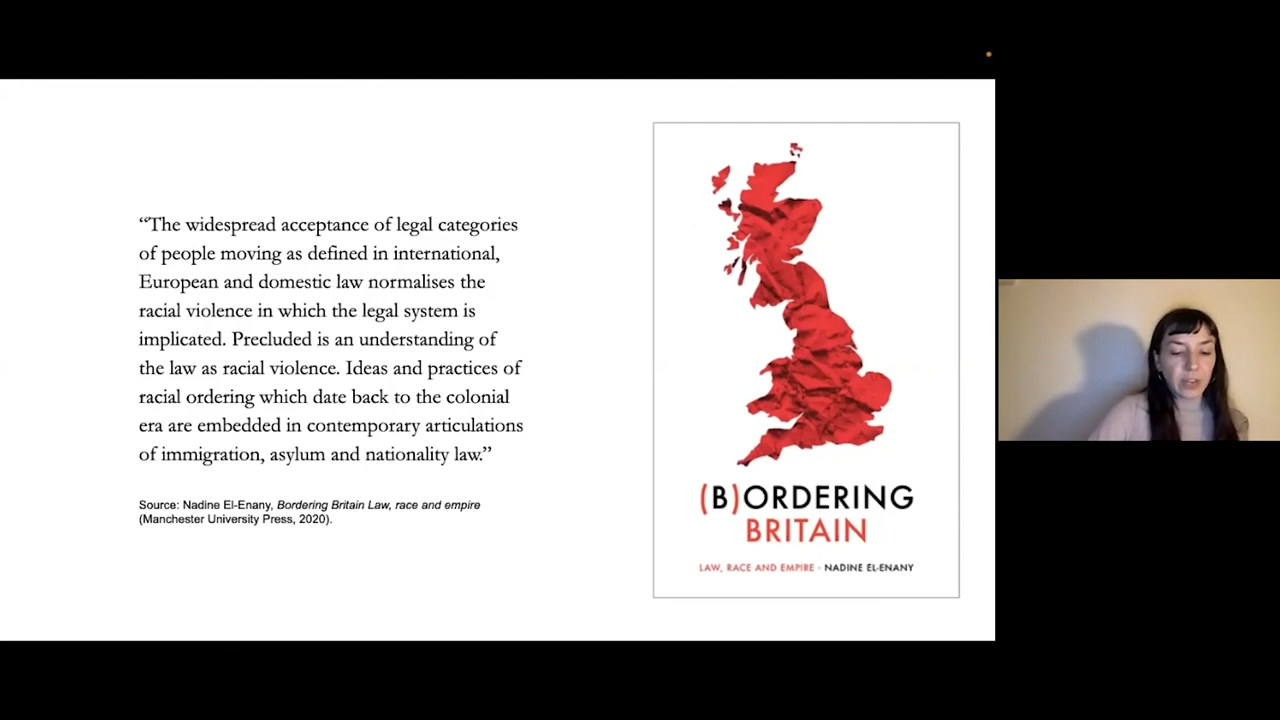 “The widespread acceptance of legal categories
of people moving as defined in international,
European and domestic law normalises the
racial violence in which the legal system is
implicated. Precluded is an understanding of
the law as racial violence. Ideas and practices of
racial ordering which date back to the colonial
era are embedded in contemporary articulations
of immigration, asylum and nationality law.”
Source: Nadine El-Enany, Bordering Britain Law, race and empire
(Manchester University Press, 2020).
(B)ORDERING
BRITAIN
LAW, RACE AND EMPIRE · NADINE EL-ENANY